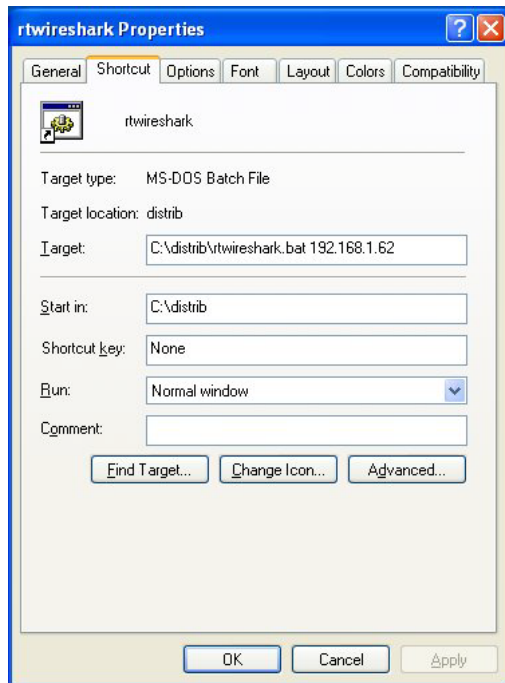 rtwireshark Properties
General Shortcut Options Font Layout Colors Compatibility
rtwireshark
Target type: MS-DOS Batch File
Target location: distrib
Target: C:\distrib\rtwireshark.bat 192.168.1.62
Start in: C:\distrib
Shortcut key: None
Run: Normal window
Comment:
Find Target... Change Icon... Advanced...
OK Cancel Apply